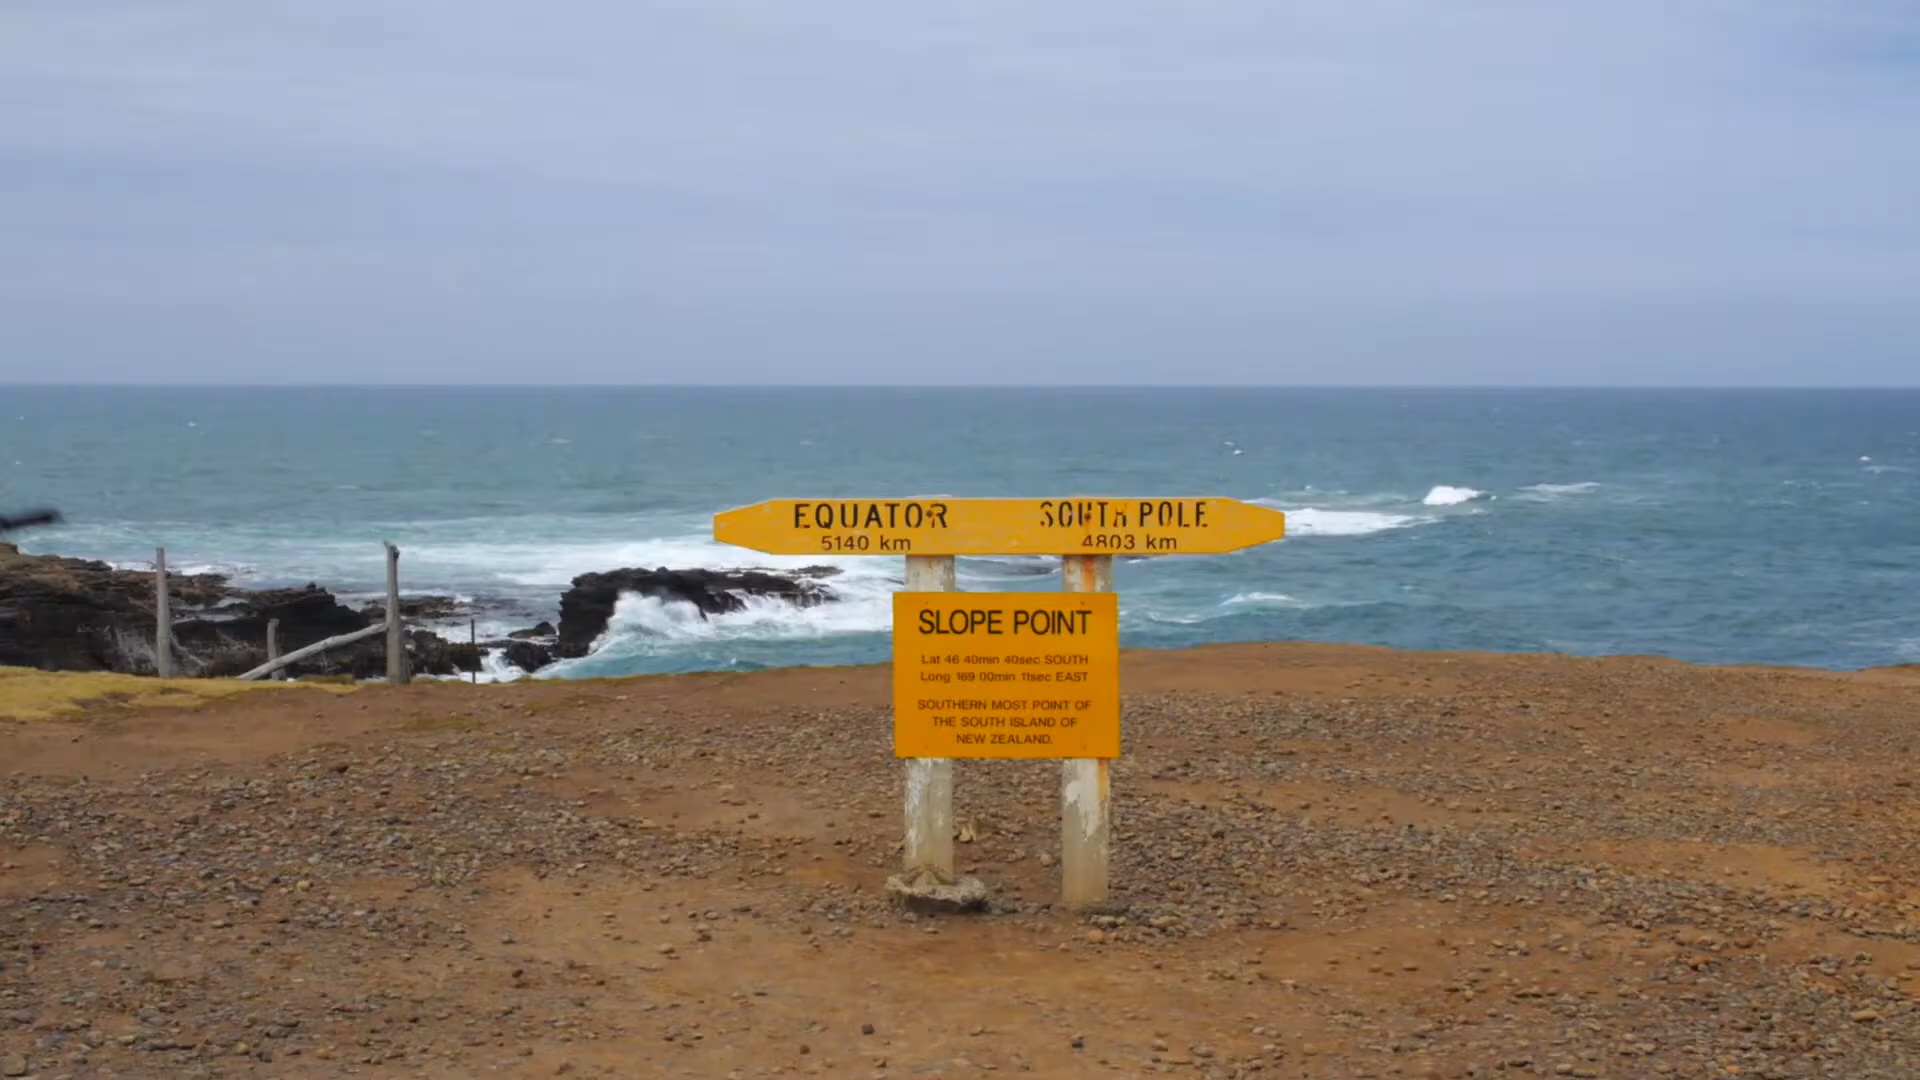 EQUATOR SOUTH POLE
5140 km 4803 km
SLOPE POINT
Lat 46 40min 40sec SOUTH
Long 169 00min 11sec EAST
SOUTHERN MOST POINT OF
THE SOUTH ISLAND OF
NEW ZEALAND.